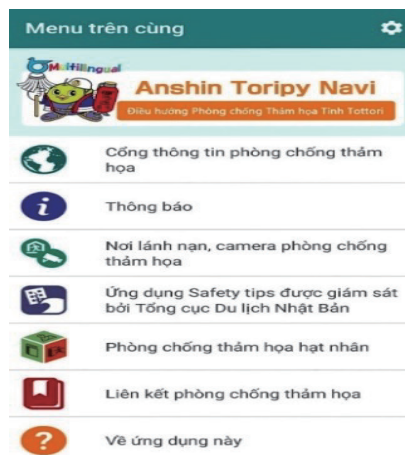 Menu trên cùng
Multilingual
Anshin Toripy Navi
Điều hướng Phòng chống Thảm họa Tỉnh Tottori
Cổng thông tin phòng chống thảm
họa
Thông báo
Nơi lánh nạn, camera phòng chống
thảm họa
Ứng dụng Safety tips được giám sát
bởi Tổng cục Du lịch Nhật Bản
Phòng chống thảm họa hạt nhân
Liên kết phòng chống thảm họa
Về ứng dụng này